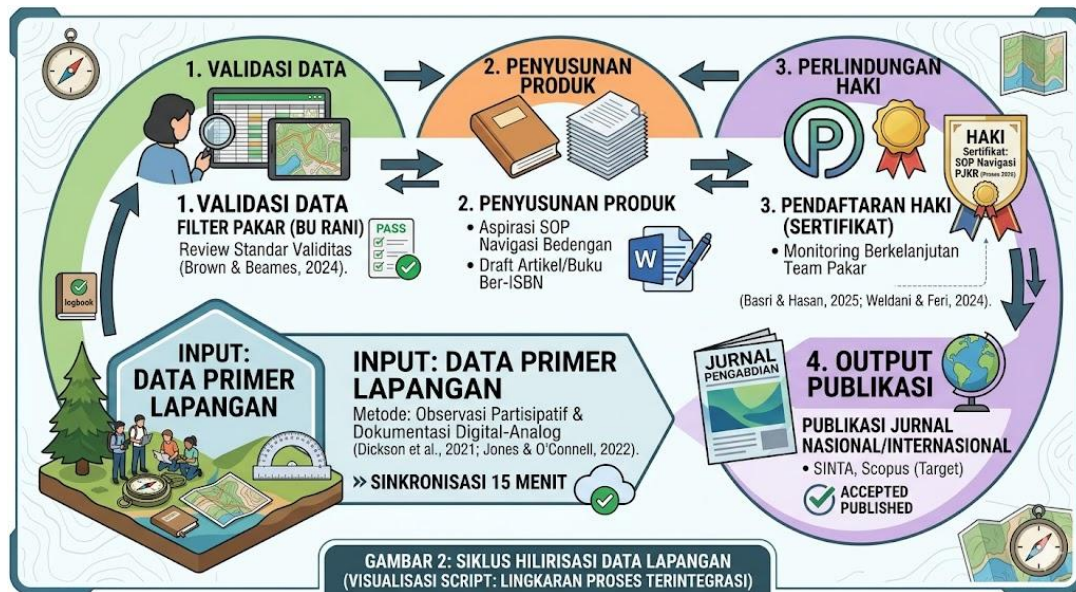 1. VALIDASI DATA
2. PENYUSUNAN
PRODUK
3. PERLINDUNGAN
HAKI
P
HAKI
Sertifikat:
SOP Navigasi
PJKR (Proses 2026)
1. VALIDASI DATA
FILTER PAKAR (BU RANI)
Review Standar Validitas
(Brown & Beames, 2024).
PASS
2. PENYUSUNAN PRODUK
• Aspirasi SOP
Navigasi Bedengan
• Draft Artikel/Buku
Ber-ISBN
W
3. PENDAFTARAN HAKI
(SERTIFIKAT)
• Monitoring Berkelanjutan
Team Pakar
(Basri & Hasan, 2025; Weldani & Feri, 2024).
logbook
INPUT:
DATA PRIMER
LAPANGAN
INPUT: DATA PRIMER
LAPANGAN
Metode: Observasi Partisipatif &
Dokumentasi Digital-Analog
(Dickson et al., 2021; Jones & O'Connell, 2022).
» SINKRONISASI 15 MENIT
JURNAL
PENGABDIAN
4. OUTPUT
PUBLIKASI
PUBLIKASI JURNAL
NASIONAL/INTERNASIONAL
• SINTA, Scopus (Target)
ACCEPTED
PUBLISHED
GAMBAR 2: SIKLUS HILIRISASI DATA LAPANGAN
(VISUALISASI SCRIPT: LINGKARAN PROSES TERINTEGRASI)